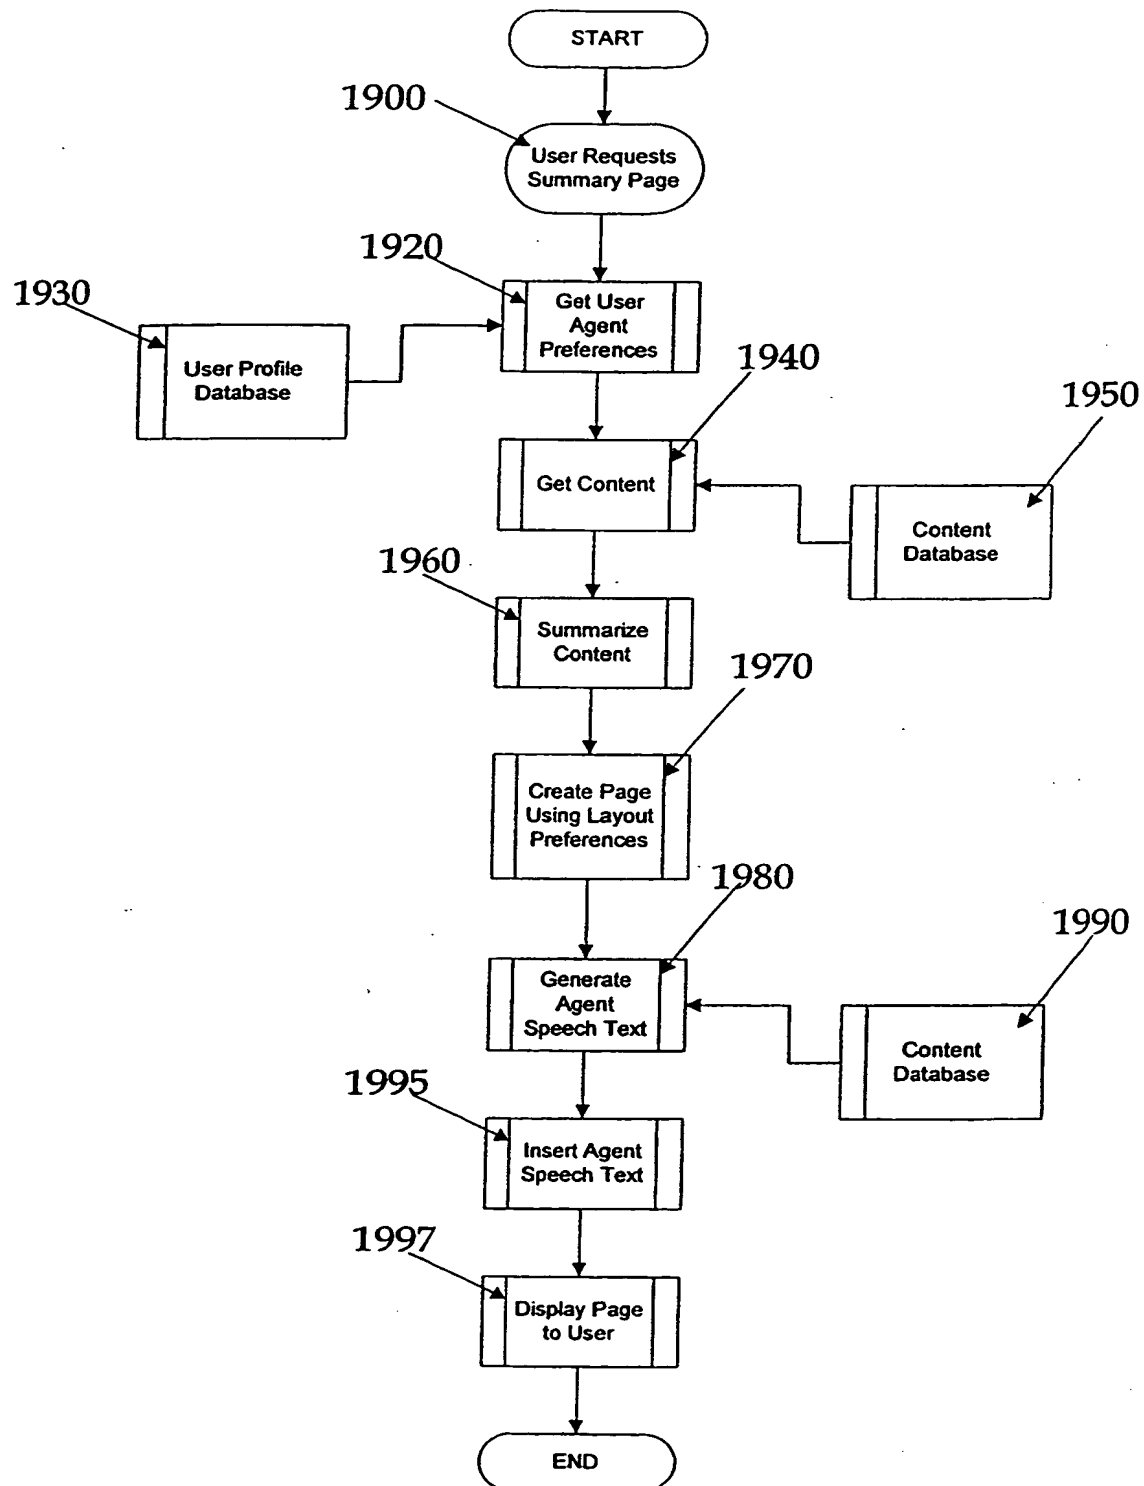 START
1900
User Requests
Summary Page
1920
Get User
Agent
Preferences
1930
User Profile
Database
1940
Get Content
1950
Content
Database
1960
Summarize
Content
1970
Create Page
Using Layout
Preferences
1980
Generate
Agent
Speech Text
1990
Content
Database
1995
Insert Agent
Speech Text
1997
Display Page
to User
END